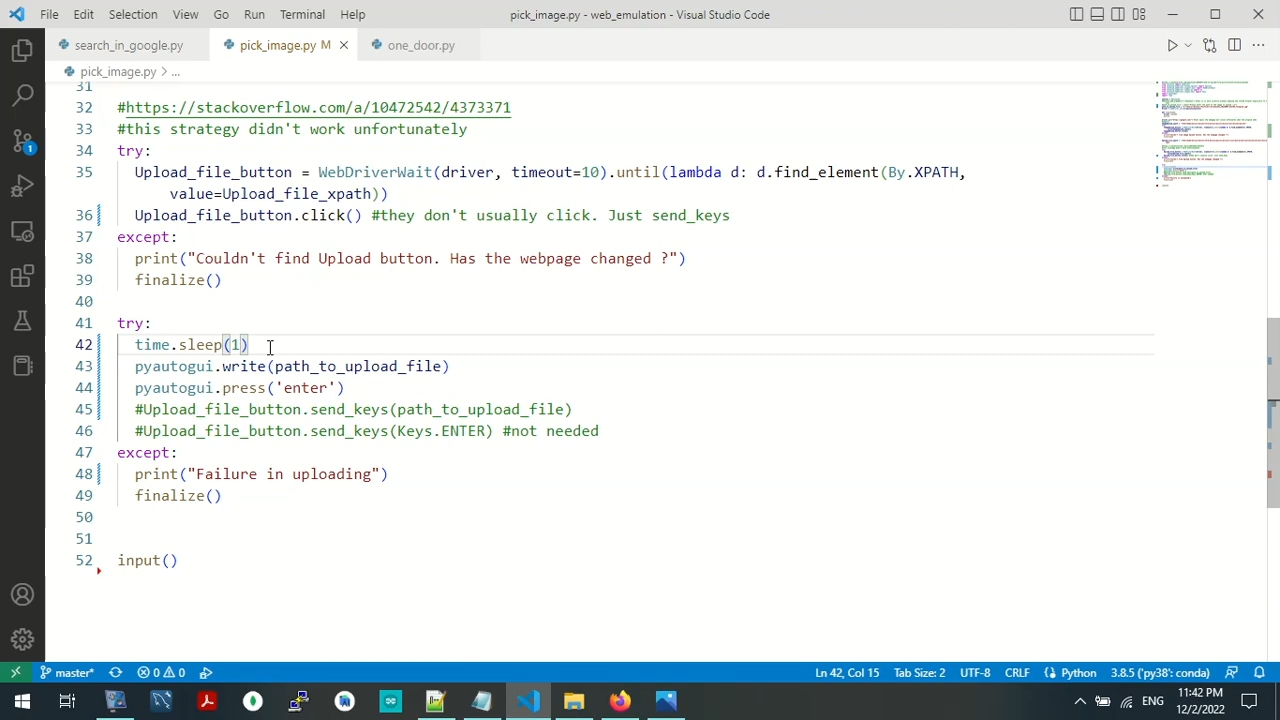 File Edit Selection View Go Run Terminal Help
pick_image.py - web_emulation - Visual Studio Code
search_in_google.py pick_image.py M one_door.py
pick_image.py > ...
31
32 #https://stackoverflow.com/a/19472542/4371371
33 #this strategy didn't work unfortunately
34 try:
35 Upload_file_button = WebDriverWait(driver, timeout=10).until(lambda d: d.find_element(By.XPATH,
value=Upload_file_xpath))
36 Upload_file_button.click() #they don't usually click. Just send_keys
37 except:
38 print("Couldn't find Upload button. Has the webpage changed ?")
39 finalize()
40
41 try:
42 time.sleep(1)
43 pyautogui.write(path_to_upload_file)
44 pyautogui.press('enter')
45 #Upload_file_button.send_keys(path_to_upload_file)
46 #Upload_file_button.send_keys(Keys.ENTER) #not needed
47 except:
48 print("Failure in uploading")
49 finalize()
50
51
52 input()
1
master* 0 0 Ln 42, Col 15 Tab Size: 2 UTF-8 CRLF Python 3.8.5 ('py38': conda)
ENG 11:42 PM
12/2/2022